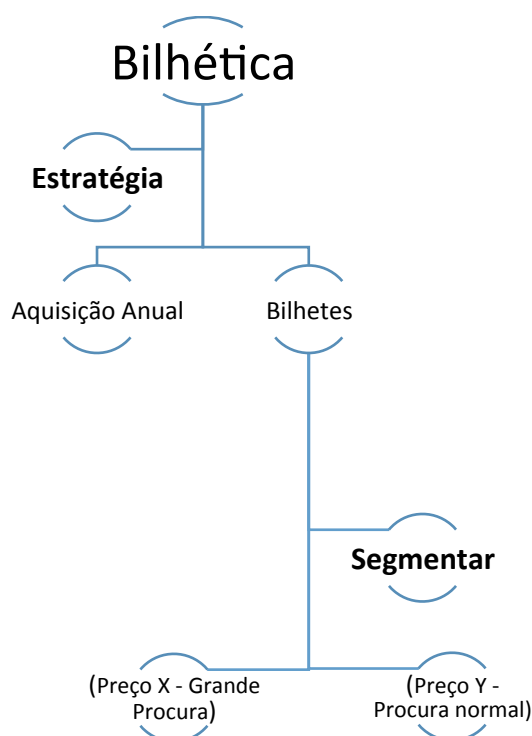 Bilhética
Estratégia
Aquisição Anual
Bilhetes
Segmentar
(Preço X - Grande
Procura)
(Preço Y -
Procura normal)